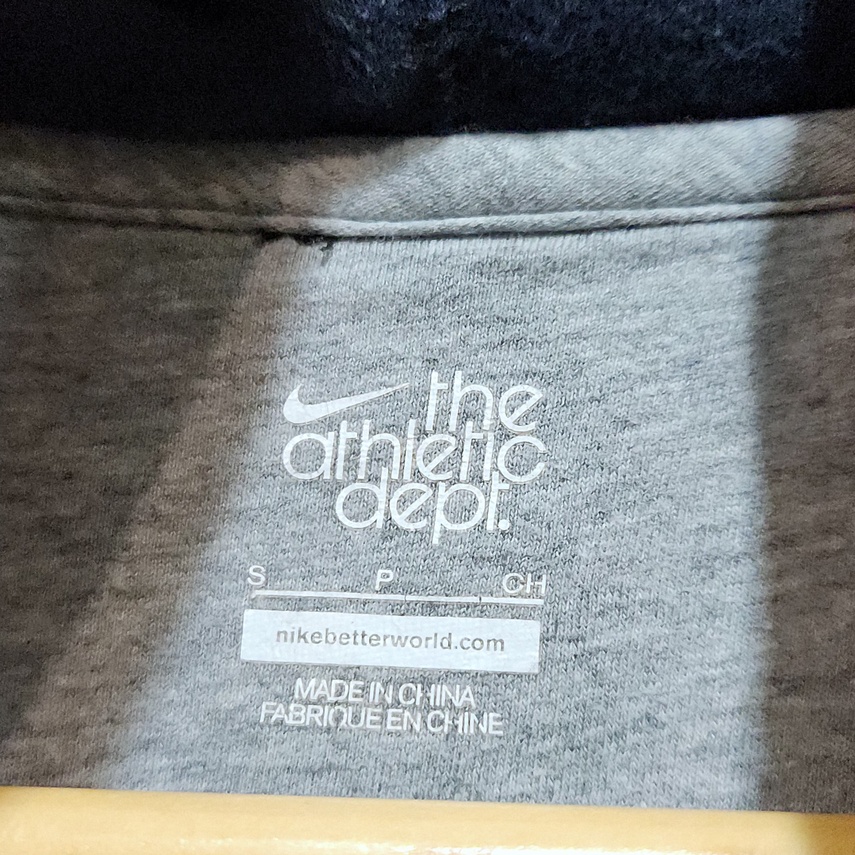 the
athletic
dept.
S P CH
nikebetterworld.com
MADE IN CHINA
FABRIQUE EN CHINE